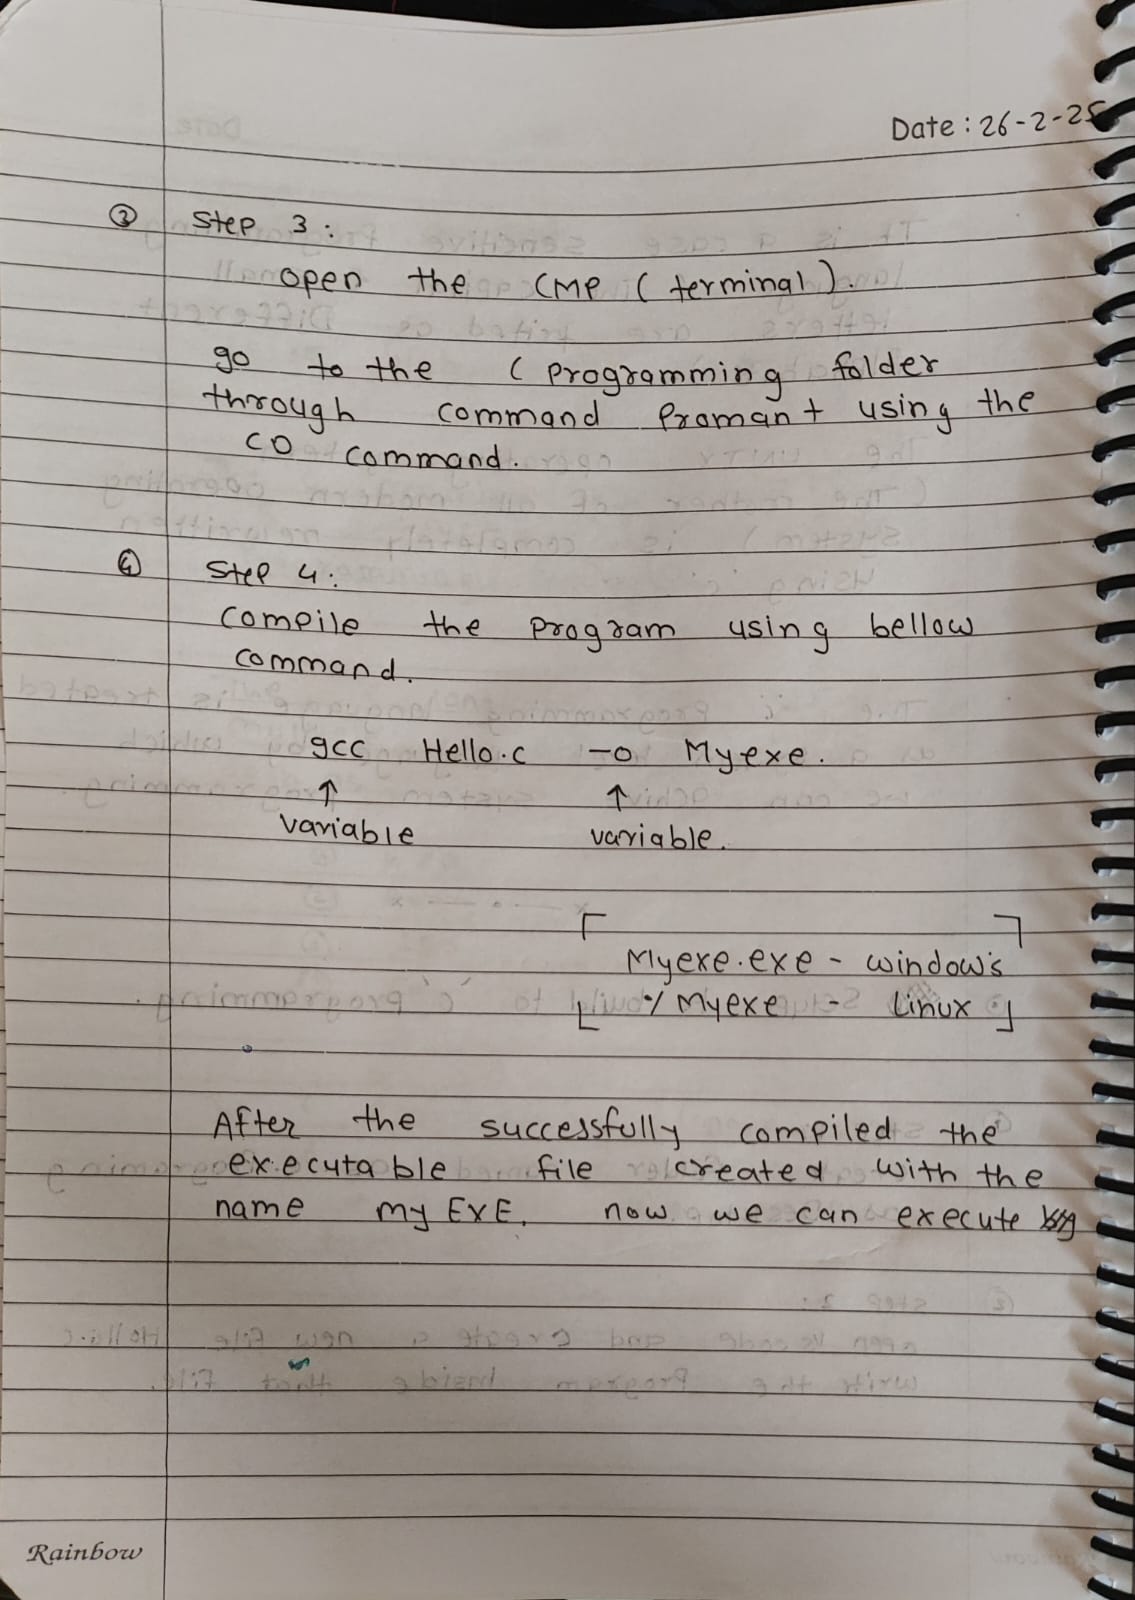 Date : 26-2-25
③ Step 3 :
open the CMP ( terminal ).
go to the ( Programming folder
through command Promant using the
CD command.
④ Step 4 :
compile the program using bellow
command.
gcc Hello.c -o Myexe.
↑ ↑
variable variable.
Myexe.exe - window's
Myexe - Linux
After the successfully compiled the
executable file created with the
name my EXE. now we can execute
Rainbow